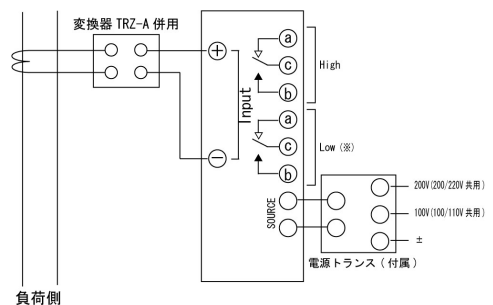 変換器 TRZ-A 併用
+
−
Input
a
c
b
High
a
c
b
Low (※)
SOURCE
200V(200/220V 共用)
100V(100/110V 共用)
±
電源トランス(付属)
負荷側